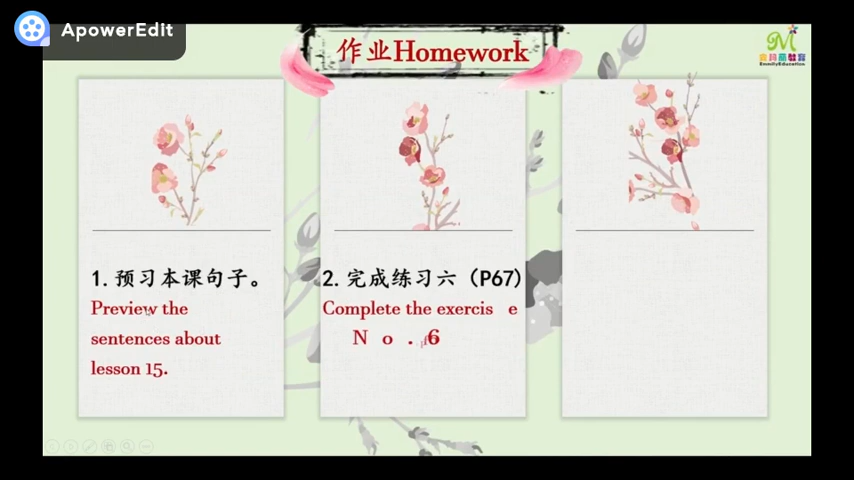 ApowerEdit
作业Homework
EmmilyEducation
1.预习本课句子。
Preview the
sentences about
lesson 15.
2.完成练习六（P67)
Complete the exercis e
N o . 6